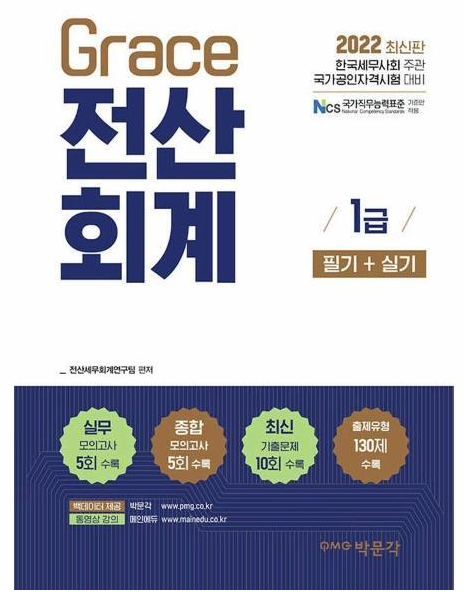 Grace
전산
회계
2022 최신판
한국세무사회 주관
국가공인자격시험 대비
NCS 국가직무능력표준 기준안 적용
National Competency Standards
/ 1급 /
필기 + 실기
_ 전산세무회계연구팀 편저
실무
모의고사
5회 수록
종합
모의고사
5회 수록
최신
기출문제
10회 수록
출제유형
130제
수록
백데이터 제공 박문각 www.pmg.co.kr
동영상 강의 메인에듀 www.mainedu.co.kr
PMG 박문각